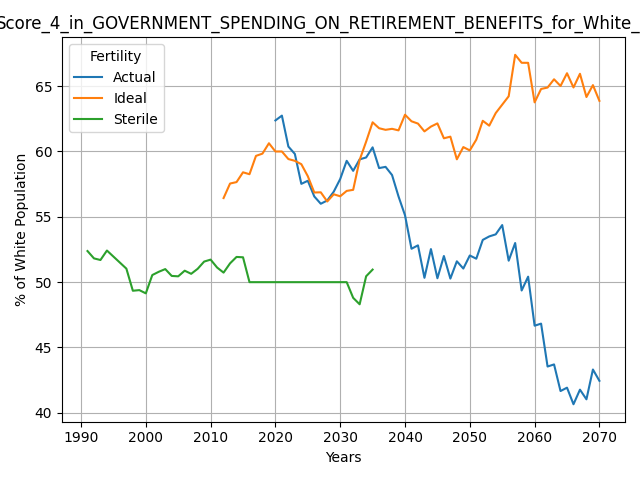 Score_4_in_GOVERNMENT_SPENDING_ON_RETIREMENT_BENEFITS_for_White_
Fertility
Actual
Ideal
Sterile
% of White Population
65
60
55
50
45
40
1990 2000 2010 2020 2030 2040 2050 2060 2070
Years